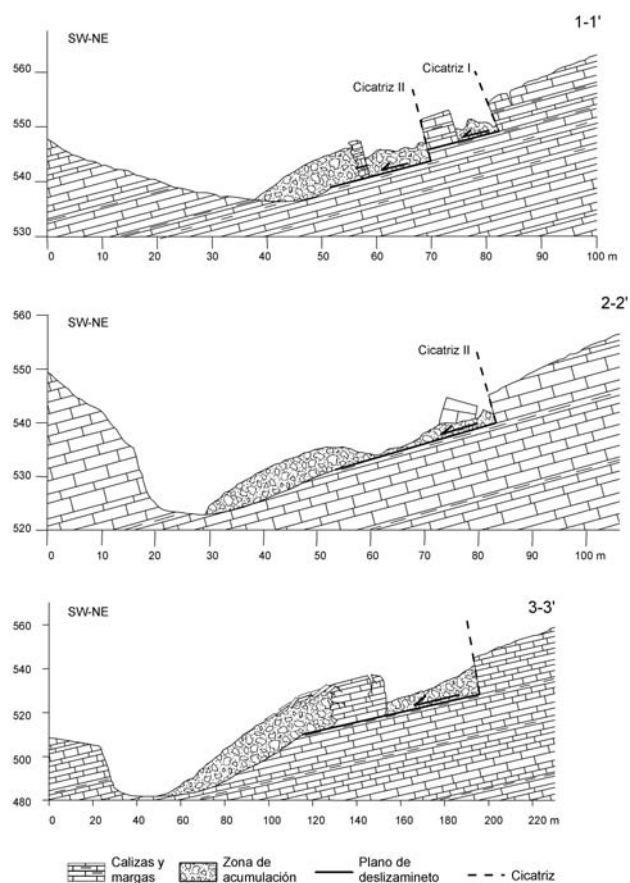 1-1'
SW-NE
Cicatriz I
Cicatriz II
560
550
540
530
0 10 20 30 40 50 60 70 80 90 100 m
2-2'
SW-NE
Cicatriz II
560
550
540
530
520
0 10 20 30 40 50 60 70 80 90 100 m
3-3'
SW-NE
560
540
520
500
480
0 20 40 60 80 100 120 140 160 180 200 220 m
Calizas y margas
Zona de acumulación
Plano de deslizamineto
Cicatriz